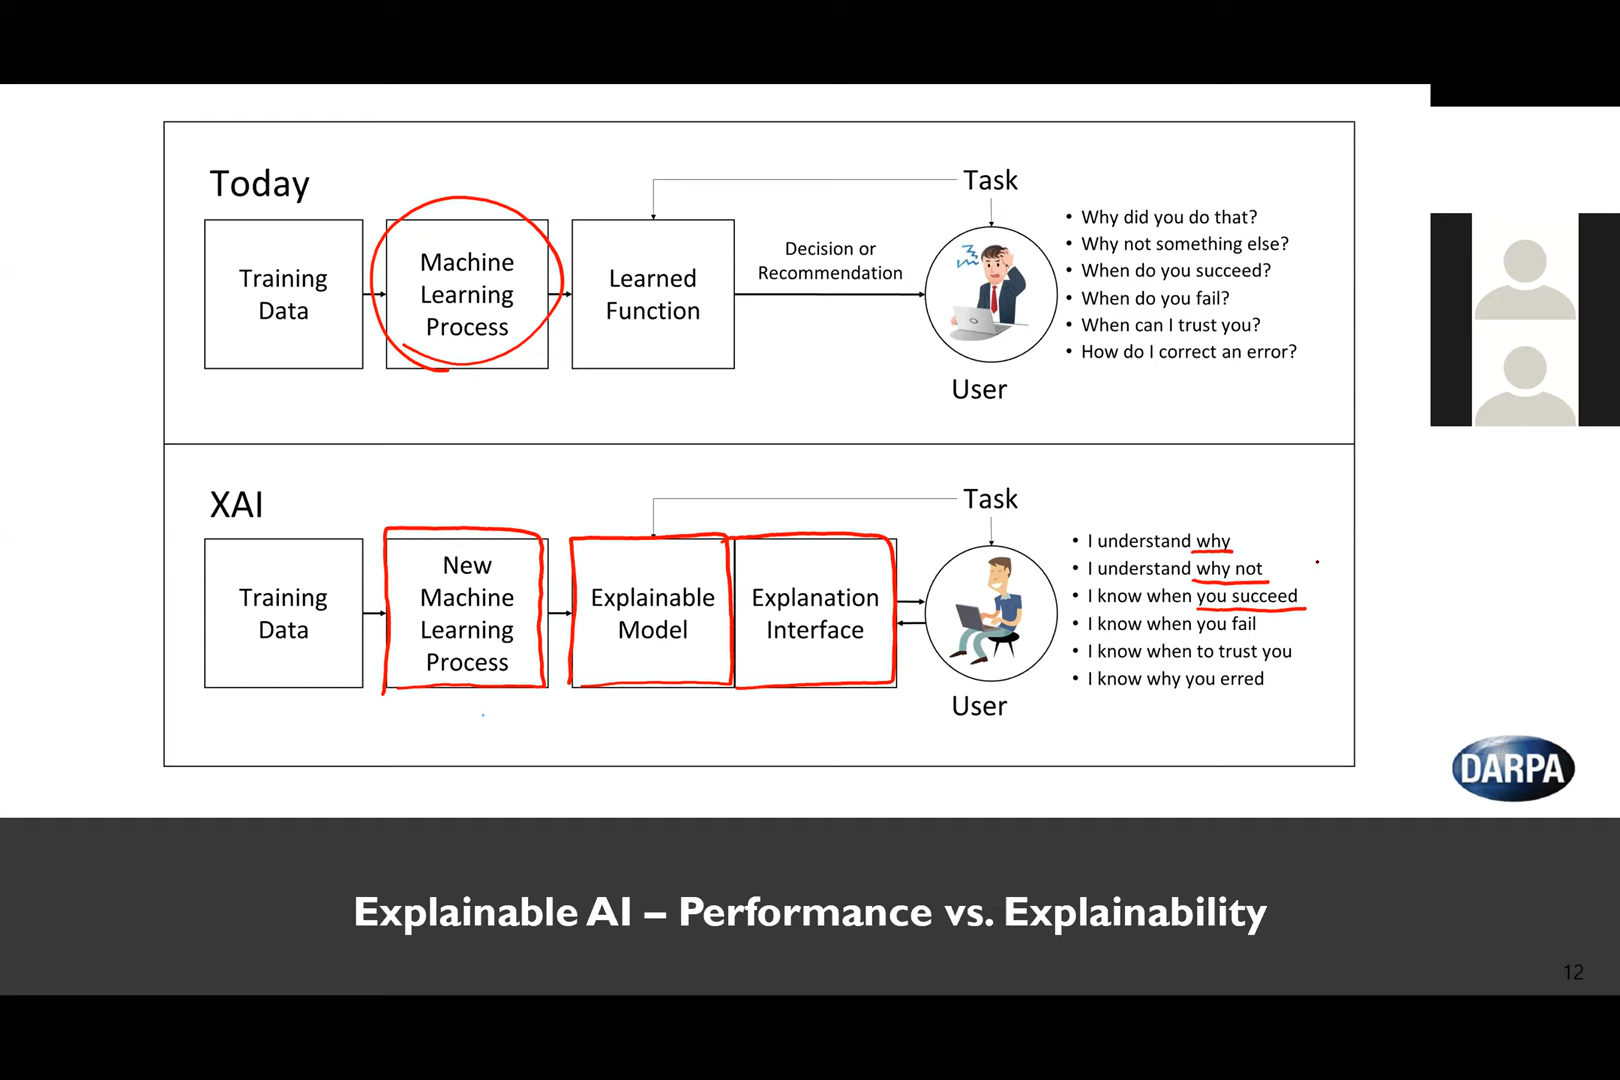 Today
Task
Training
Data
Machine
Learning
Process
Learned
Function
Decision or
Recommendation
User
• Why did you do that?
• Why not something else?
• When do you succeed?
• When do you fail?
• When can I trust you?
• How do I correct an error?
XAI
Task
Training
Data
New
Machine
Learning
Process
Explainable
Model
Explanation
Interface
User
• I understand why
• I understand why not
• I know when you succeed
• I know when you fail
• I know when to trust you
• I know why you erred
DARPA
Explainable AI – Performance vs. Explainability
12